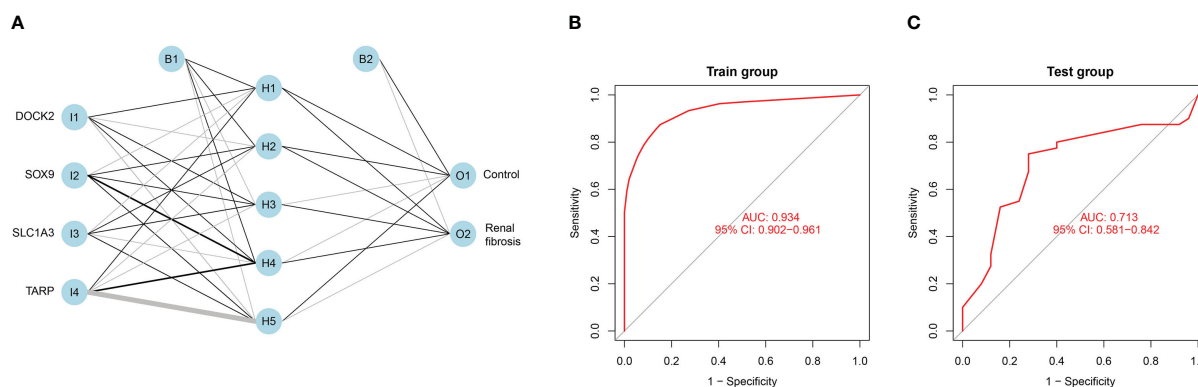 A
B1
B2
H1
DOCK2
I1
H2
SOX9
I2
O1
Control
H3
SLC1A3
I3
O2
Renal
fibrosis
H4
TARP
I4
H5
B
Train group
Sensitivity
0.0 0.2 0.4 0.6 0.8 1.0
AUC: 0.934
95% CI: 0.902−0.961
0.0 0.2 0.4 0.6 0.8 1.0
1 − Specificity
C
Test group
Sensitivity
0.0 0.2 0.4 0.6 0.8 1.0
AUC: 0.713
95% CI: 0.581−0.842
0.0 0.2 0.4 0.6 0.8 1.0
1 − Specificity